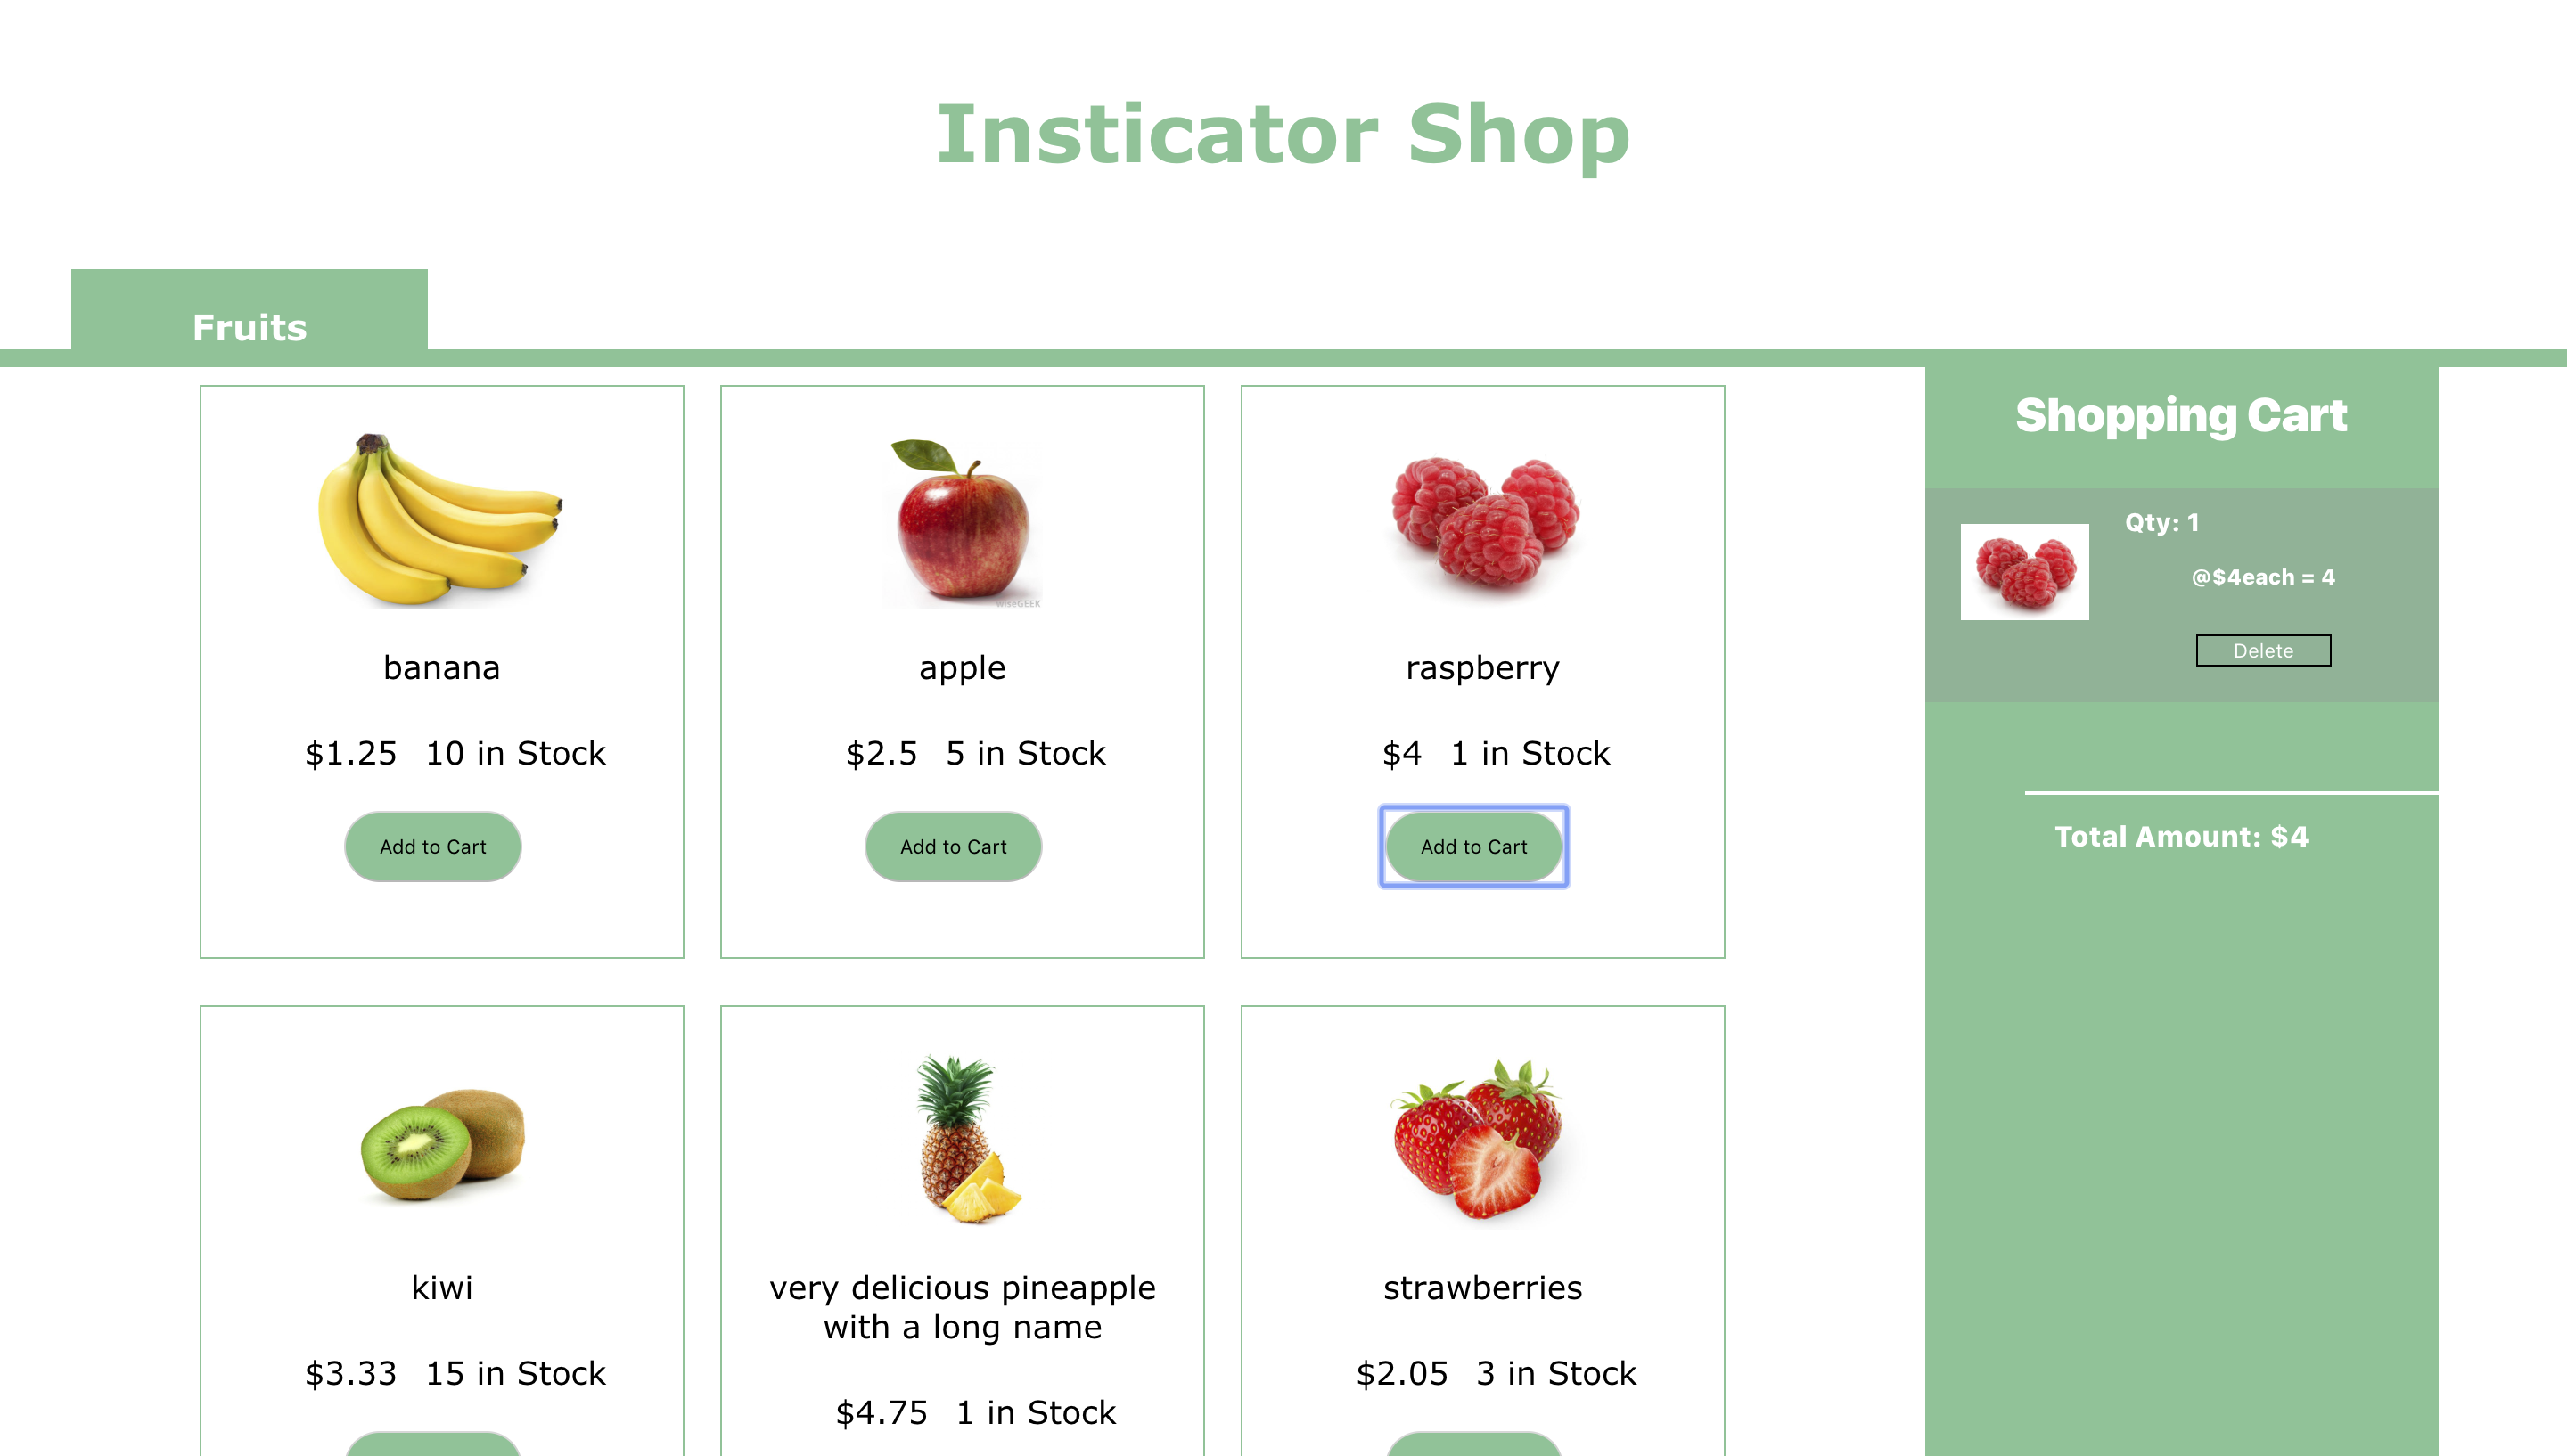 Insticator Shop
Fruits
wiseGEEK
banana
$1.25 10 in Stock
Add to Cart
apple
$2.5 5 in Stock
Add to Cart
raspberry
$4 1 in Stock
Add to Cart
kiwi
$3.33 15 in Stock
very delicious pineapple
with a long name
$4.75 1 in Stock
strawberries
$2.05 3 in Stock
Shopping Cart
Qty: 1
@$4each = 4
Delete
Total Amount: $4